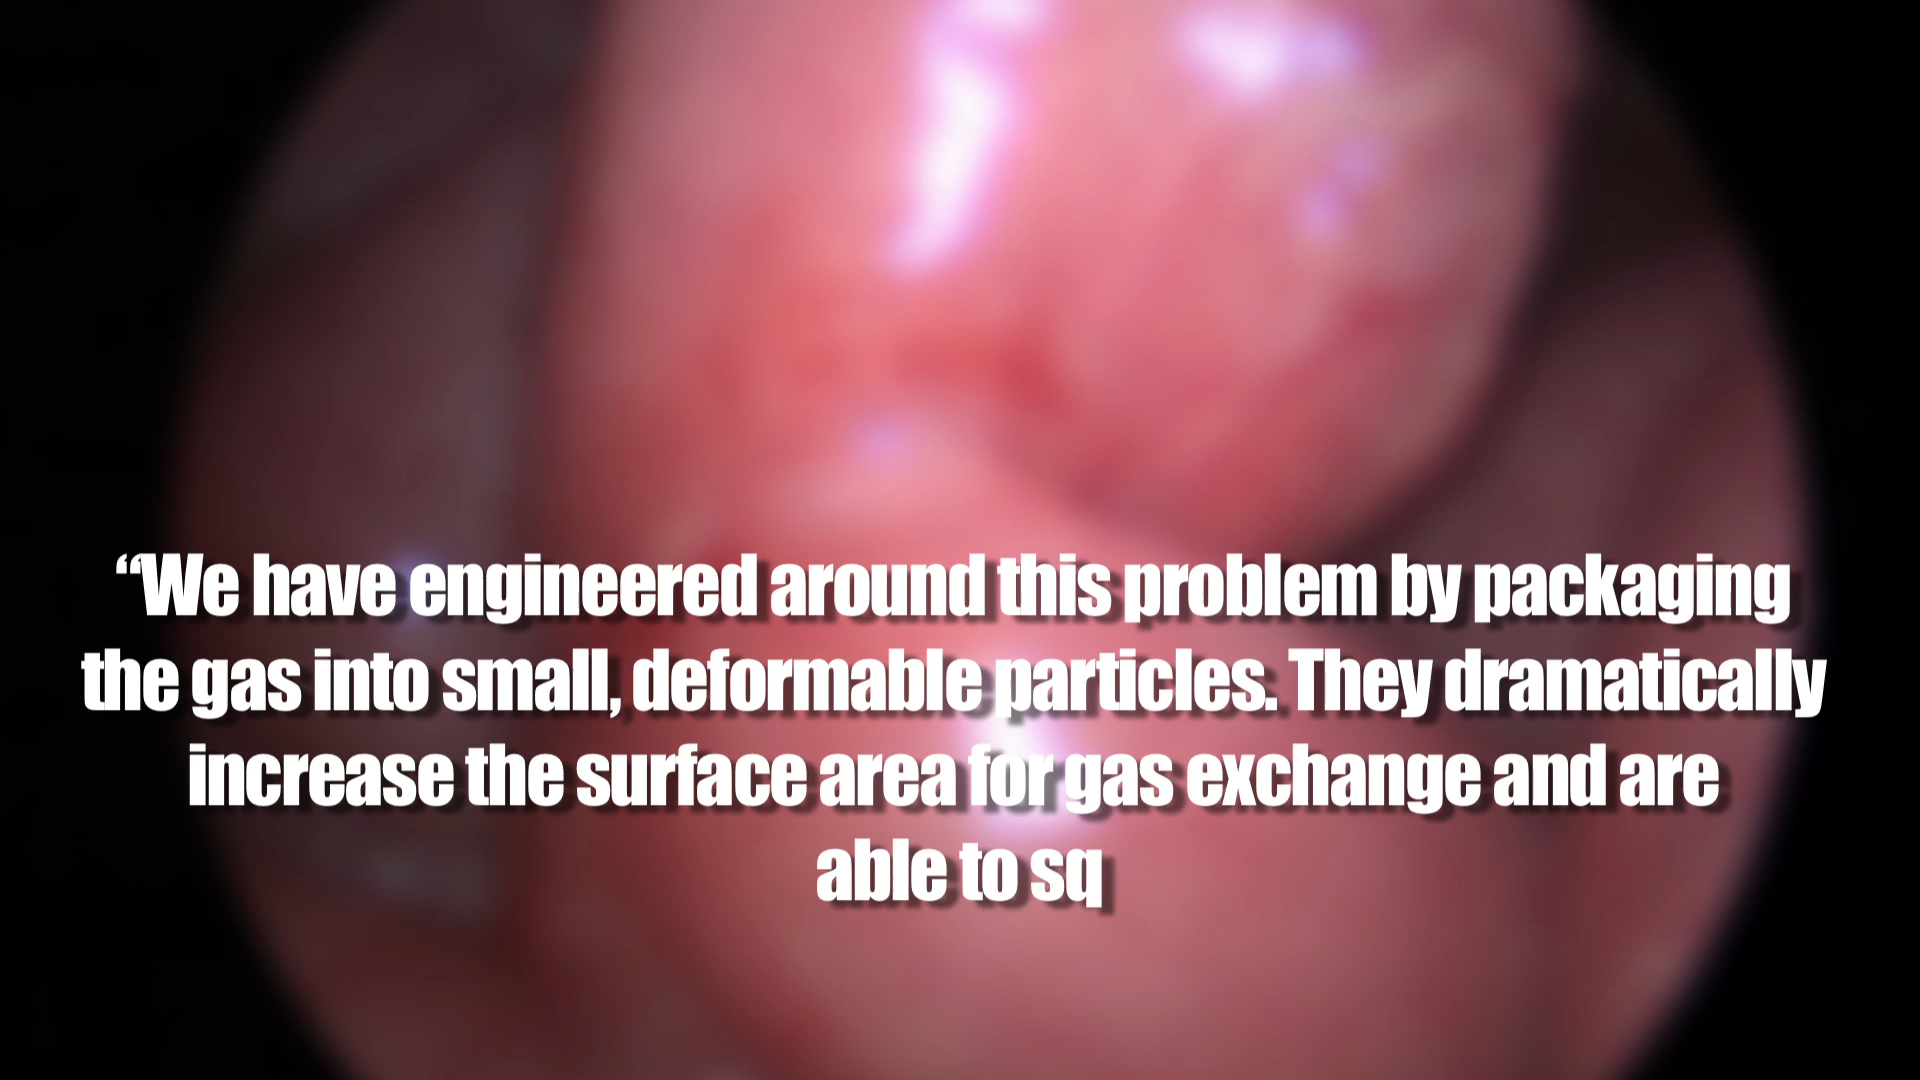 “We have engineered around this problem by packaging
the gas into small, deformable particles. They dramatically
increase the surface area for gas exchange and are
able to sq